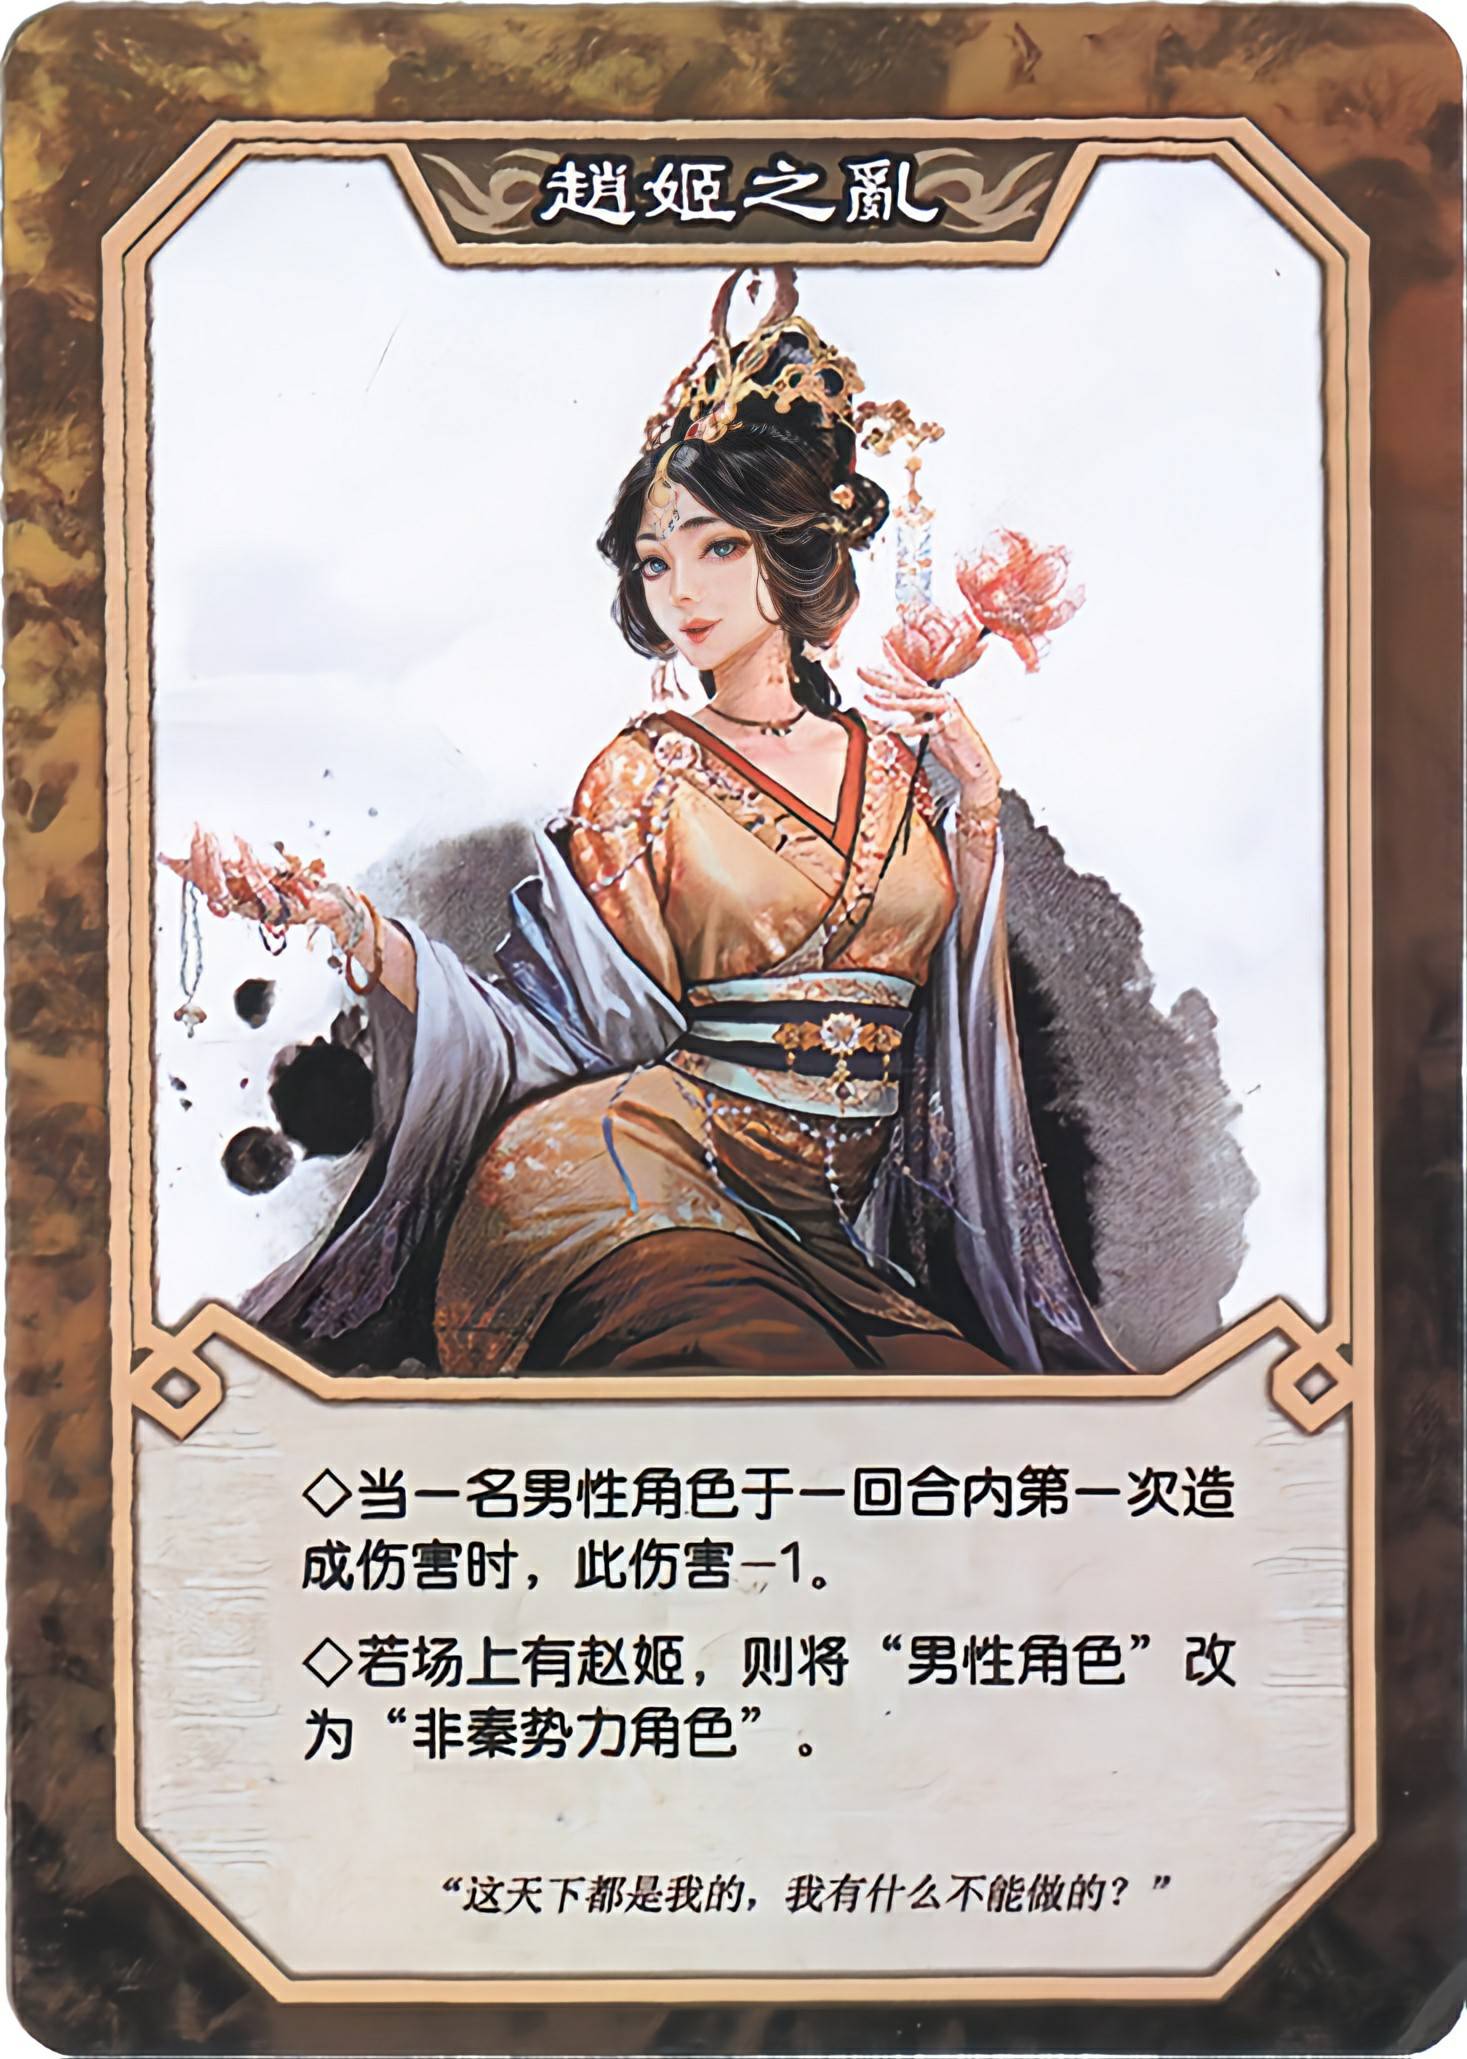 趙姬之亂
◇当一名男性角色于一回合内第一次造
成伤害时，此伤害-1。
◇若场上有赵姬，则将“男性角色”改
为“非秦势力角色”。
“这天下都是我的，我有什么不能做的？”